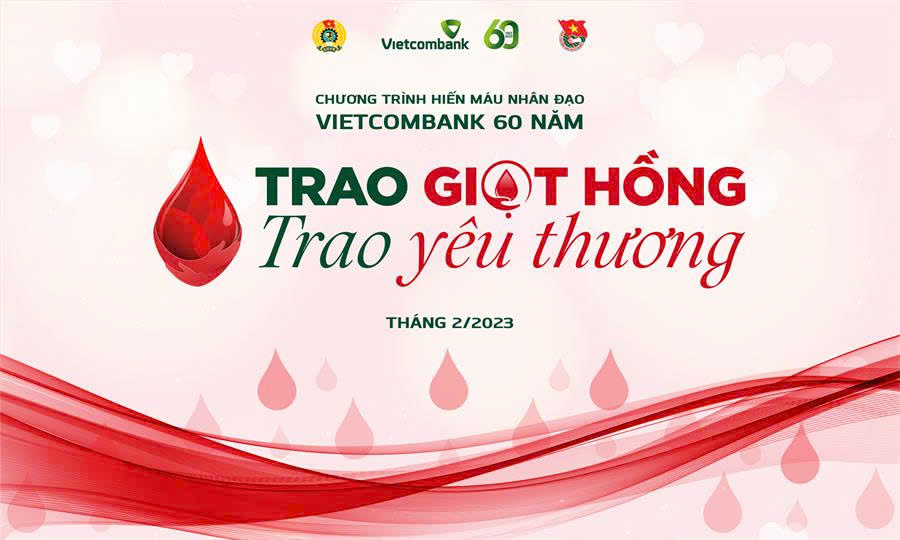 Vietcombank 60
CHƯƠNG TRÌNH HIẾN MÁU NHÂN ĐẠO
VIETCOMBANK 60 NĂM
TRAO GIỌT HỒNG
Trao yêu thương
THÁNG 2/2023